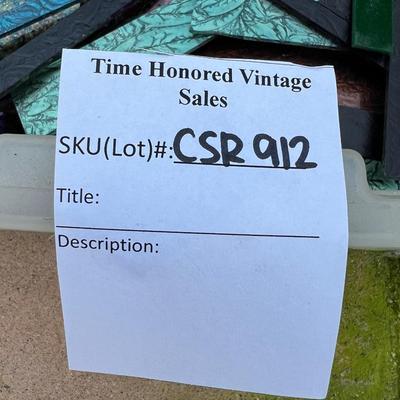 Time Honored Vintage
Sales
SKU(Lot)#: CSR 912
Title:
Description: